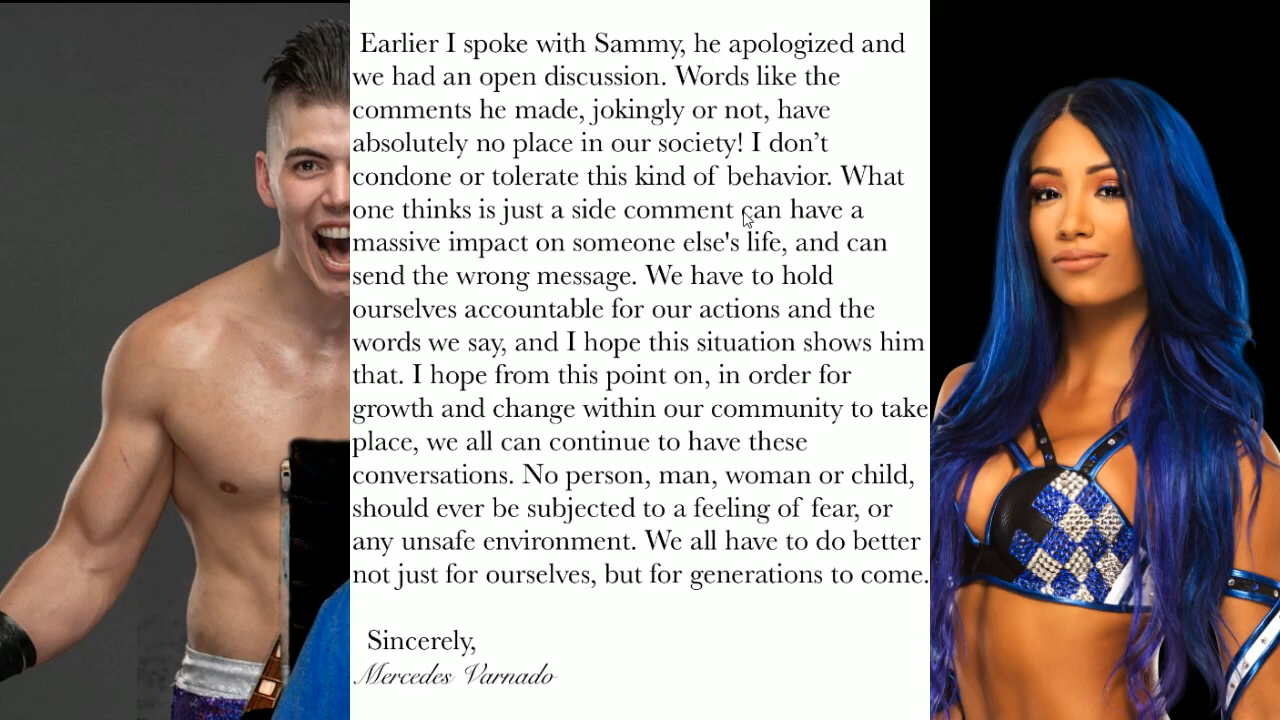 Earlier I spoke with Sammy, he apologized and
we had an open discussion. Words like the
comments he made, jokingly or not, have
absolutely no place in our society! I don’t
condone or tolerate this kind of behavior. What
one thinks is just a side comment can have a
massive impact on someone else's life, and can
send the wrong message. We have to hold
ourselves accountable for our actions and the
words we say, and I hope this situation shows him
that. I hope from this point on, in order for
growth and change within our community to take
place, we all can continue to have these
conversations. No person, man, woman or child,
should ever be subjected to a feeling of fear, or
any unsafe environment. We all have to do better
not just for ourselves, but for generations to come.
Sincerely,
Mercedes Varnado